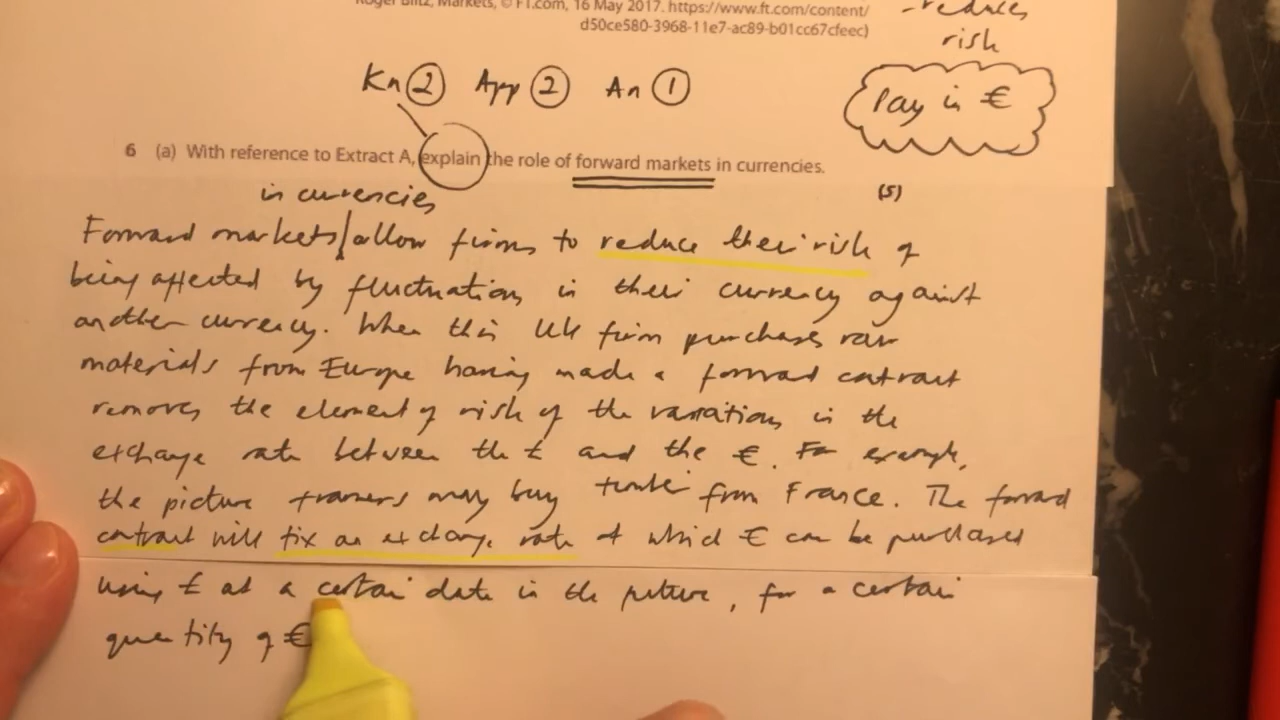 Roger Blitz, Markets, © FT.com, 16 May 2017. https://www.ft.com/content/
d50ce580-3968-11e7-ac89-b01cc67cfeec)
- reduces
risk
Pay in €
Kn 2 App 2 An 1
6 (a) With reference to Extract A, explain the role of forward markets in currencies.
(5)
in currencies
Forward markets allow firms to reduce their risk of
being affected by fluctuations in their currency against
another currency. When this UK firm purchases raw
materials from Europe having made a forward contract
removes the element of risk of the variations in the
exchange rate between the £ and the €. For example,
the picture framers may buy timber from France. The forward
contract will fix an exchange rate at which € can be purchased
using £ at a certain date in the future, for a certain
quantity of €